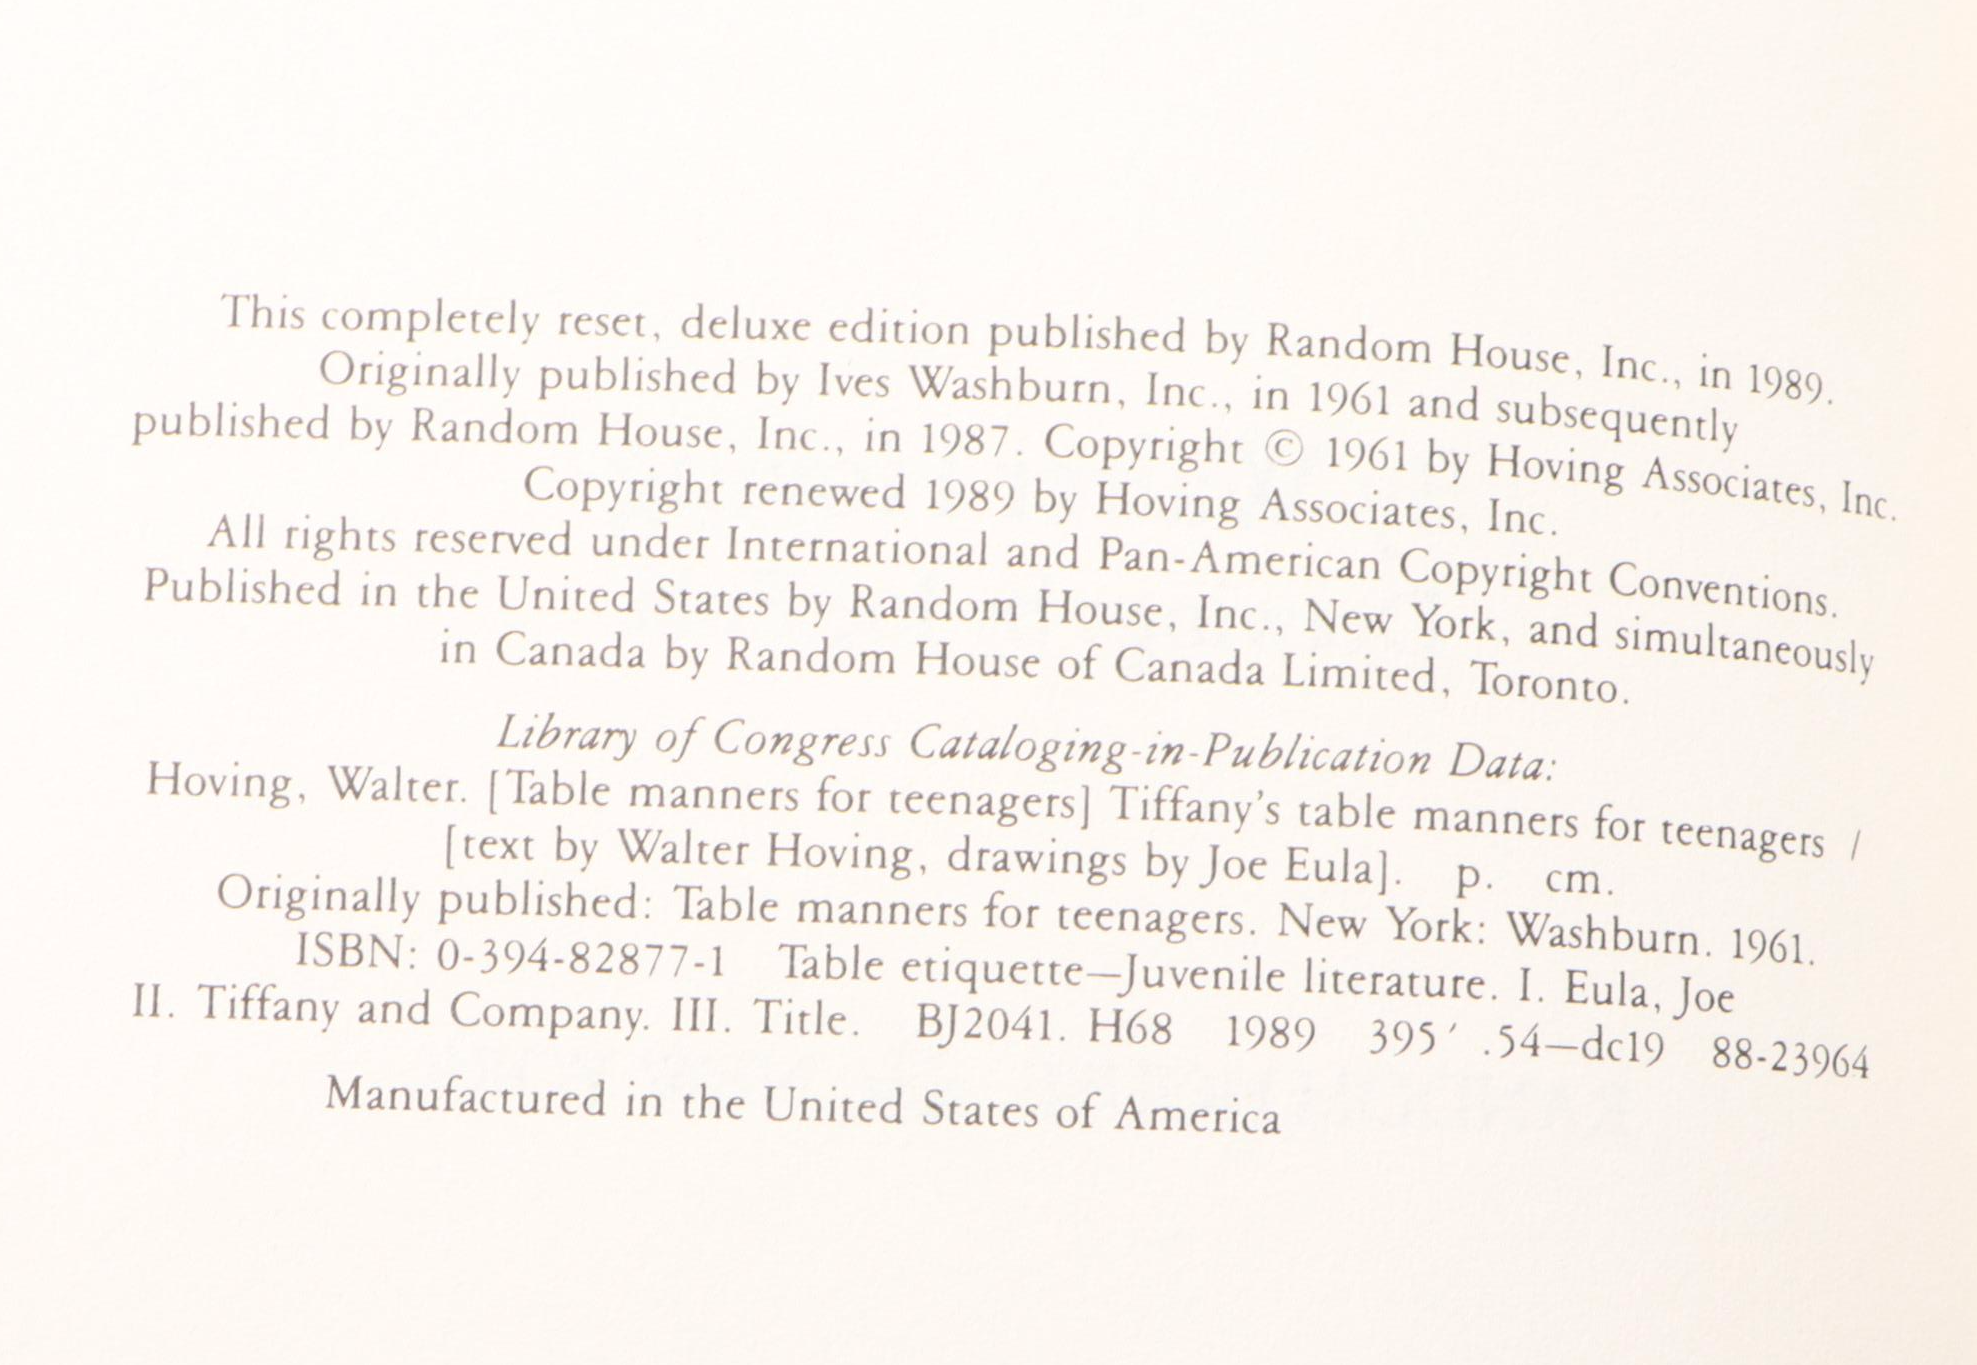 This completely reset, deluxe edition published by Random House, Inc., in 1989.
Originally published by Ives Washburn, Inc., in 1961 and subsequently
published by Random House, Inc., in 1987. Copyright © 1961 by Hoving Associates, Inc.
Copyright renewed 1989 by Hoving Associates, Inc.
All rights reserved under International and Pan-American Copyright Conventions.
Published in the United States by Random House, Inc., New York, and simultaneously
in Canada by Random House of Canada Limited, Toronto.
Library of Congress Cataloging-in-Publication Data:
Hoving, Walter. [Table manners for teenagers] Tiffany's table manners for teenagers /
[text by Walter Hoving, drawings by Joe Eula]. p. cm.
Originally published: Table manners for teenagers. New York: Washburn. 1961.
ISBN: 0-394-82877-1 Table etiquette—Juvenile literature. I. Eula, Joe
II. Tiffany and Company. III. Title. BJ2041. H68 1989 395′ .54—dc19 88-23964
Manufactured in the United States of America